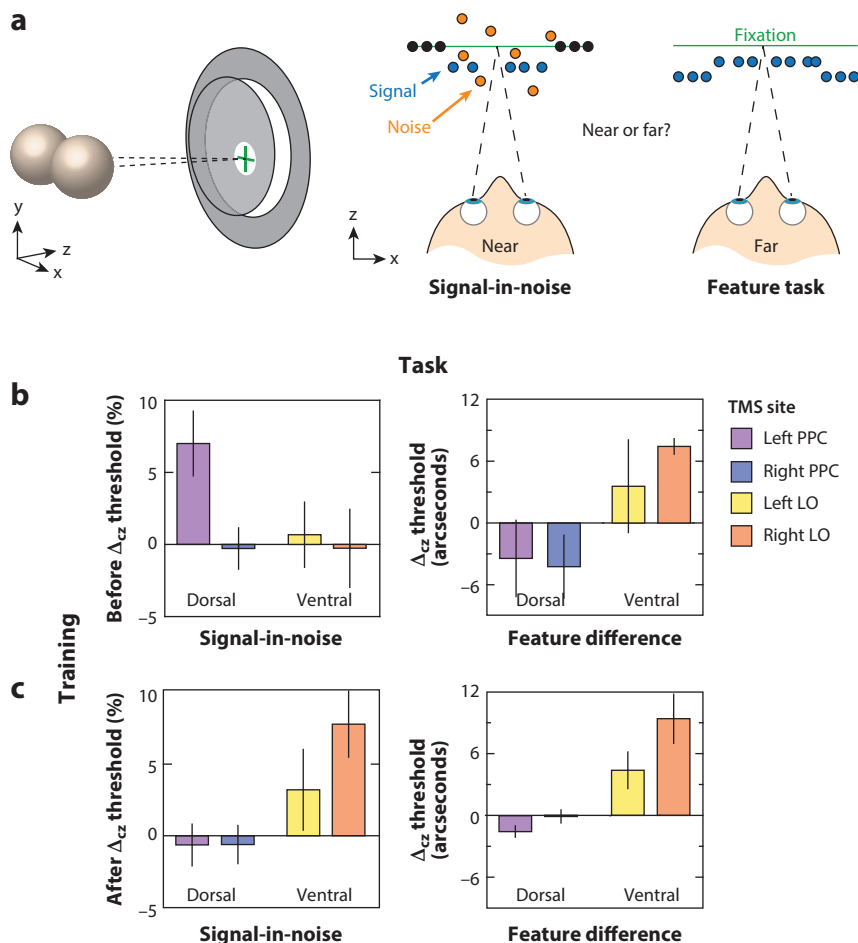 a
Signal
Noise
Near or far?
Fixation
y
z
x
z
x
Near
Far
Signal-in-noise
Feature task
Task
Training
b
Before Δcz threshold (%)
10
5
0
−5
Dorsal
Ventral
Signal-in-noise
Δcz threshold
(arcseconds)
12
6
0
−6
Dorsal
Ventral
Feature difference
TMS site
Left PPC
Right PPC
Left LO
Right LO
c
After Δcz threshold (%)
10
5
0
−5
Dorsal
Ventral
Signal-in-noise
Δcz threshold
(arcseconds)
12
6
0
−6
Dorsal
Ventral
Feature difference